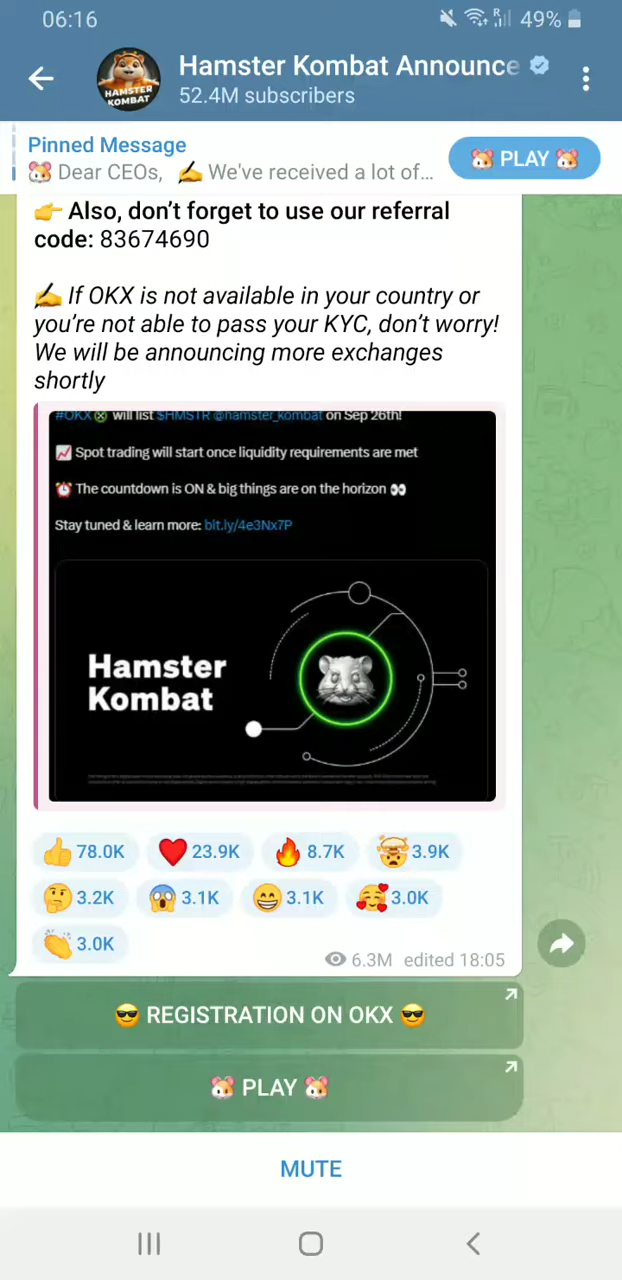 06:16
R
49%
HAMSTER
KOMBAT
Hamster Kombat Announce
52.4M subscribers
Pinned Message
🐹 Dear CEOs, ✍️ We've received a lot of...
🐹 PLAY 🐹
👉 Also, don't forget to use our referral
code: 83674690
✍️ If OKX is not available in your country or
you're not able to pass your KYC, don't worry!
We will be announcing more exchanges
shortly
#OKX will list $HMSTR @hamster_kombat on Sep 26th!
📈 Spot trading will start once liquidity requirements are met
⏰ The countdown is ON & big things are on the horizon 👀
Stay tuned & learn more: bit.ly/4e3Nx7P
Hamster
Kombat
👍 78.0K ❤️ 23.9K 🔥 8.7K 🤯 3.9K
🤔 3.2K 😱 3.1K 😁 3.1K 🥰 3.0K
👏 3.0K
6.3M edited 18:05
😎 REGISTRATION ON OKX 😎
🐹 PLAY 🐹
MUTE